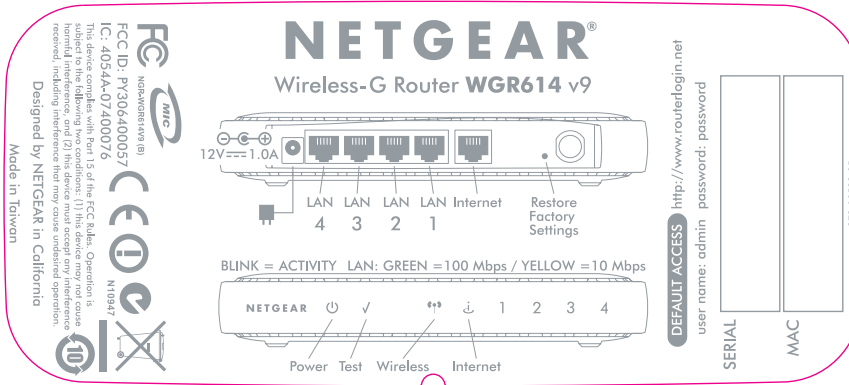 NETGEAR®
Wireless-G Router WGR614 v9
12V 1.0A
LAN LAN LAN LAN Internet
4 3 2 1
Restore
Factory
Settings
BLINK = ACTIVITY LAN: GREEN =100 Mbps / YELLOW =10 Mbps
NETGEAR 1 2 3 4
Power Test Wireless Internet
FC
MIC
NGR-WGR614V9 (B)
FCC ID: PY306400057
IC: 4054A-07400076
CE
N10947
10
This device complies with Part 15 of the FCC Rules. Operation is
subject to the following two conditions: (1) this device may not cause
harmful interference, and (2) this device must accept any interference
received, including interference that may cause undesired operation.
Designed by NETGEAR in California
Made in Taiwan
DEFAULT ACCESS http://www.routerlogin.net
user name: admin password: password
SERIAL
MAC